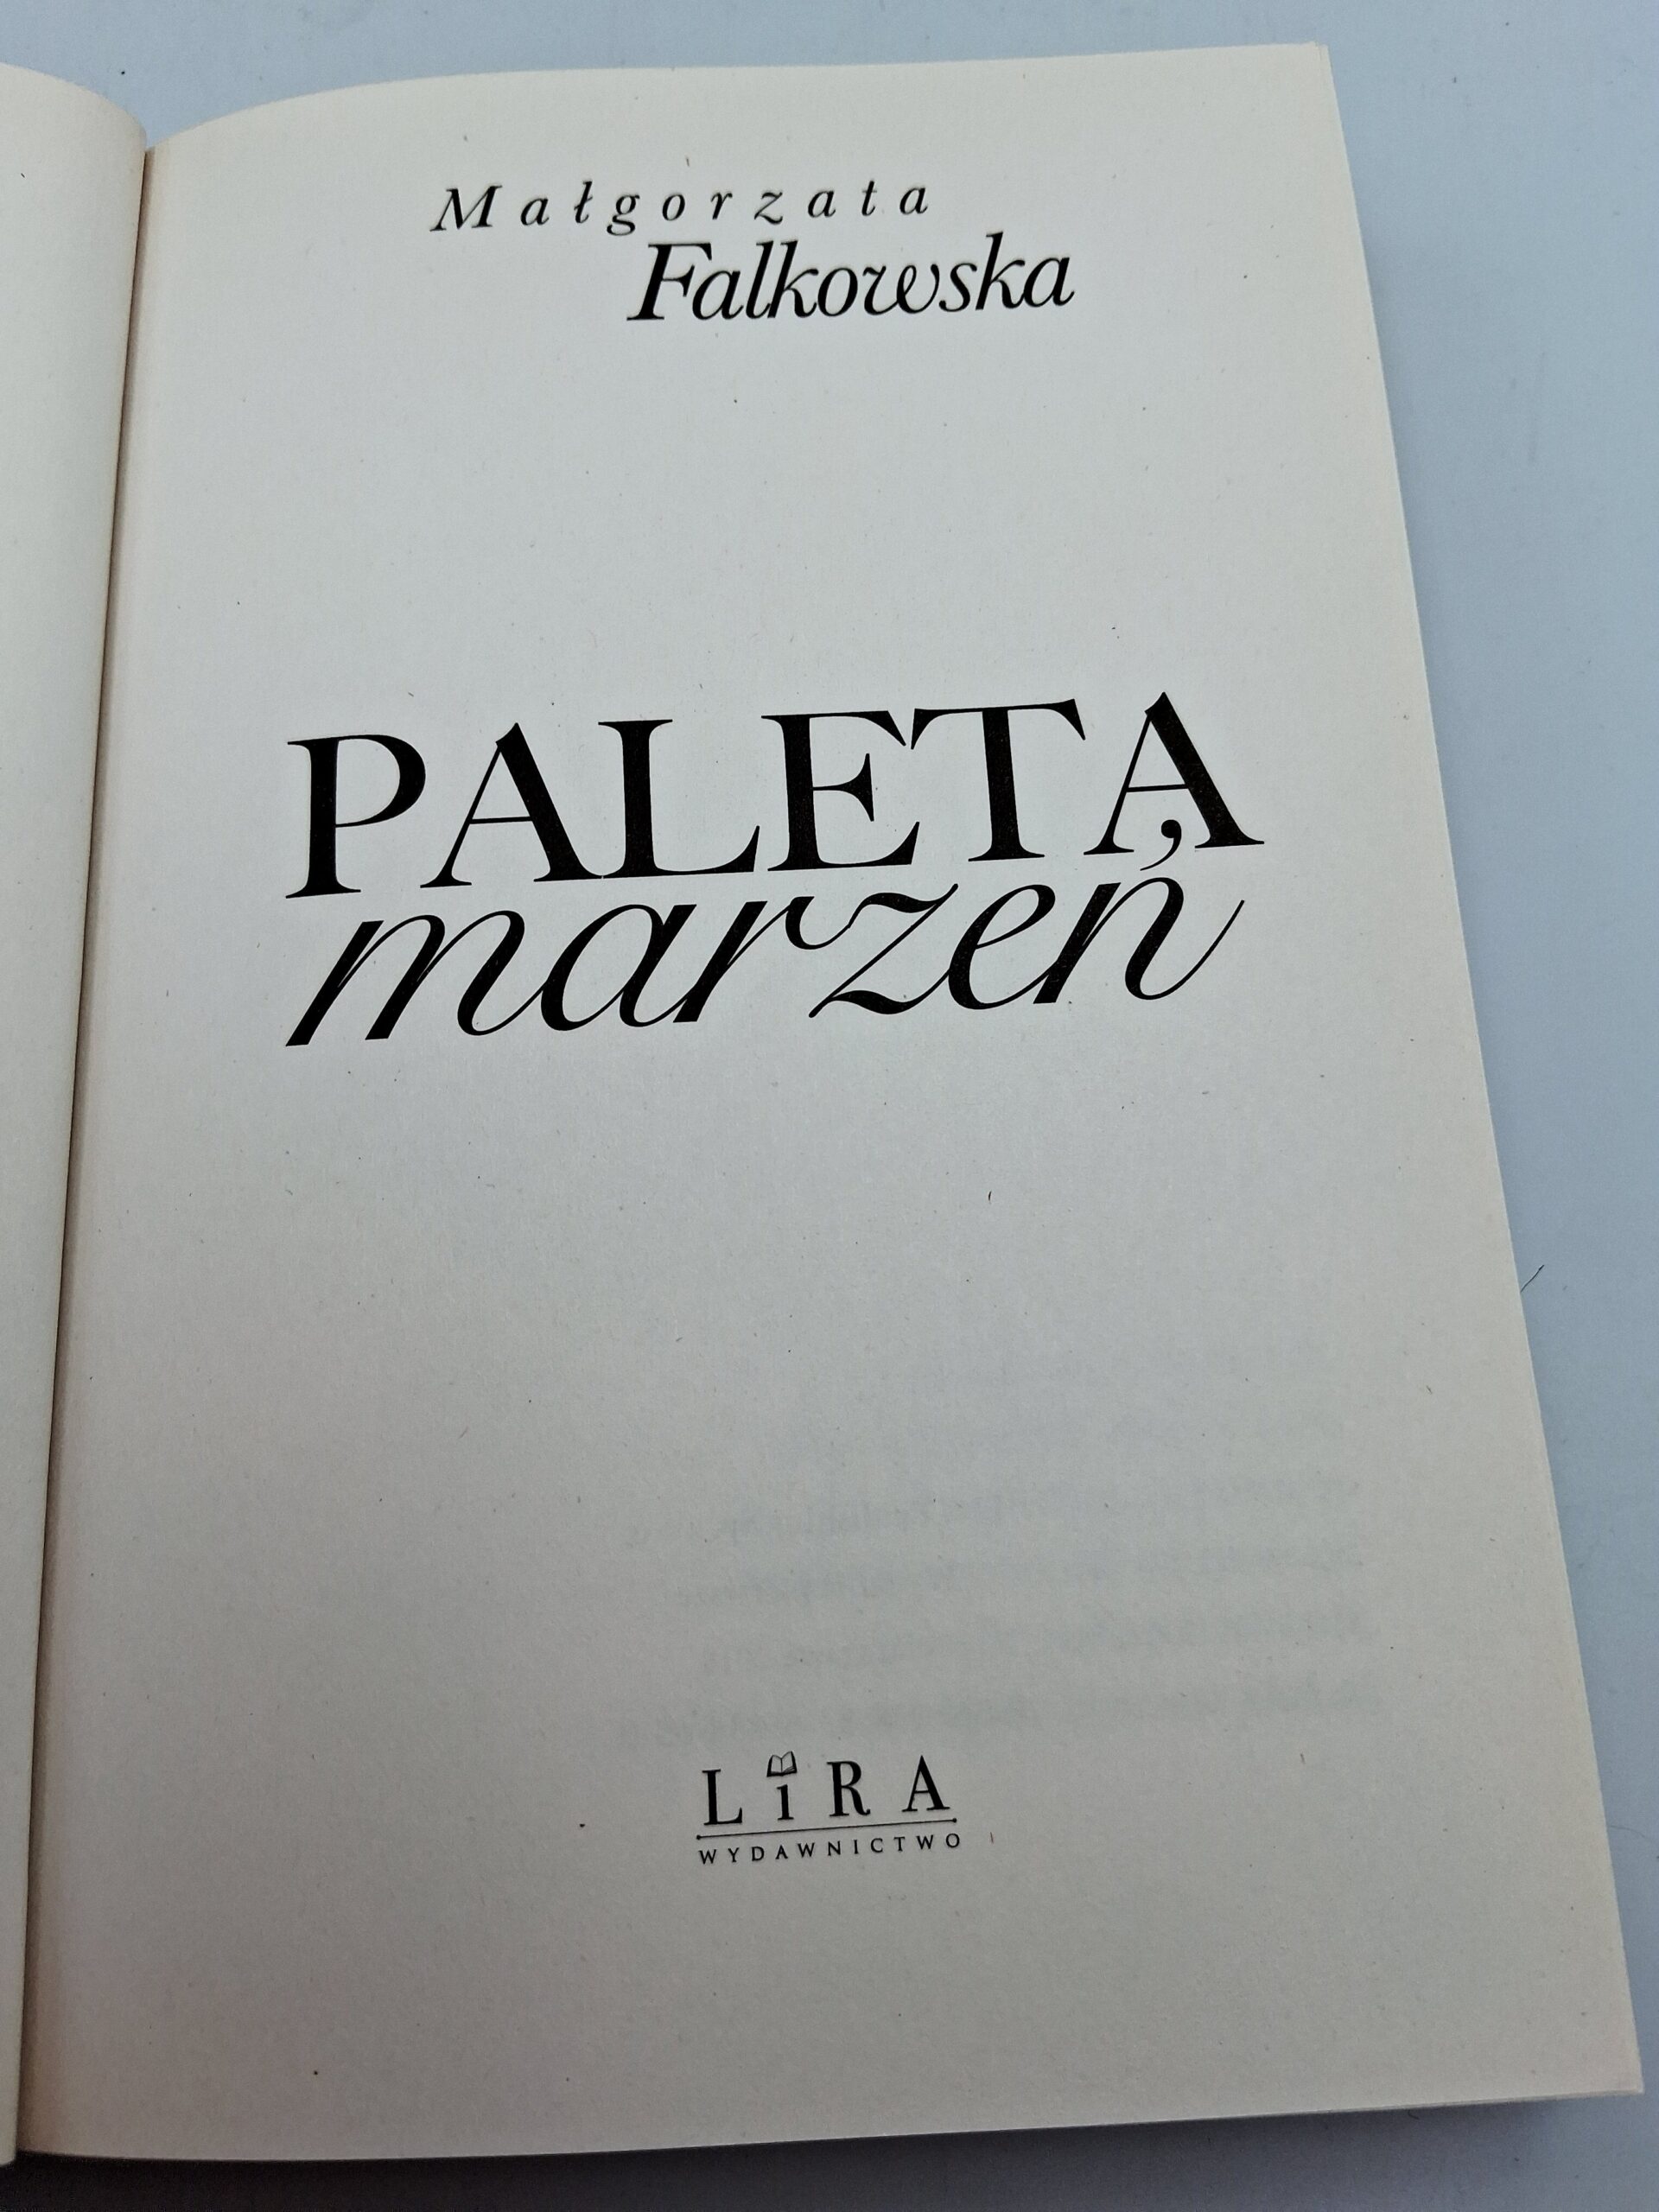 Małgorzata
Falkowska
PALETA
marzeń
LiRA
WYDAWNICTWO